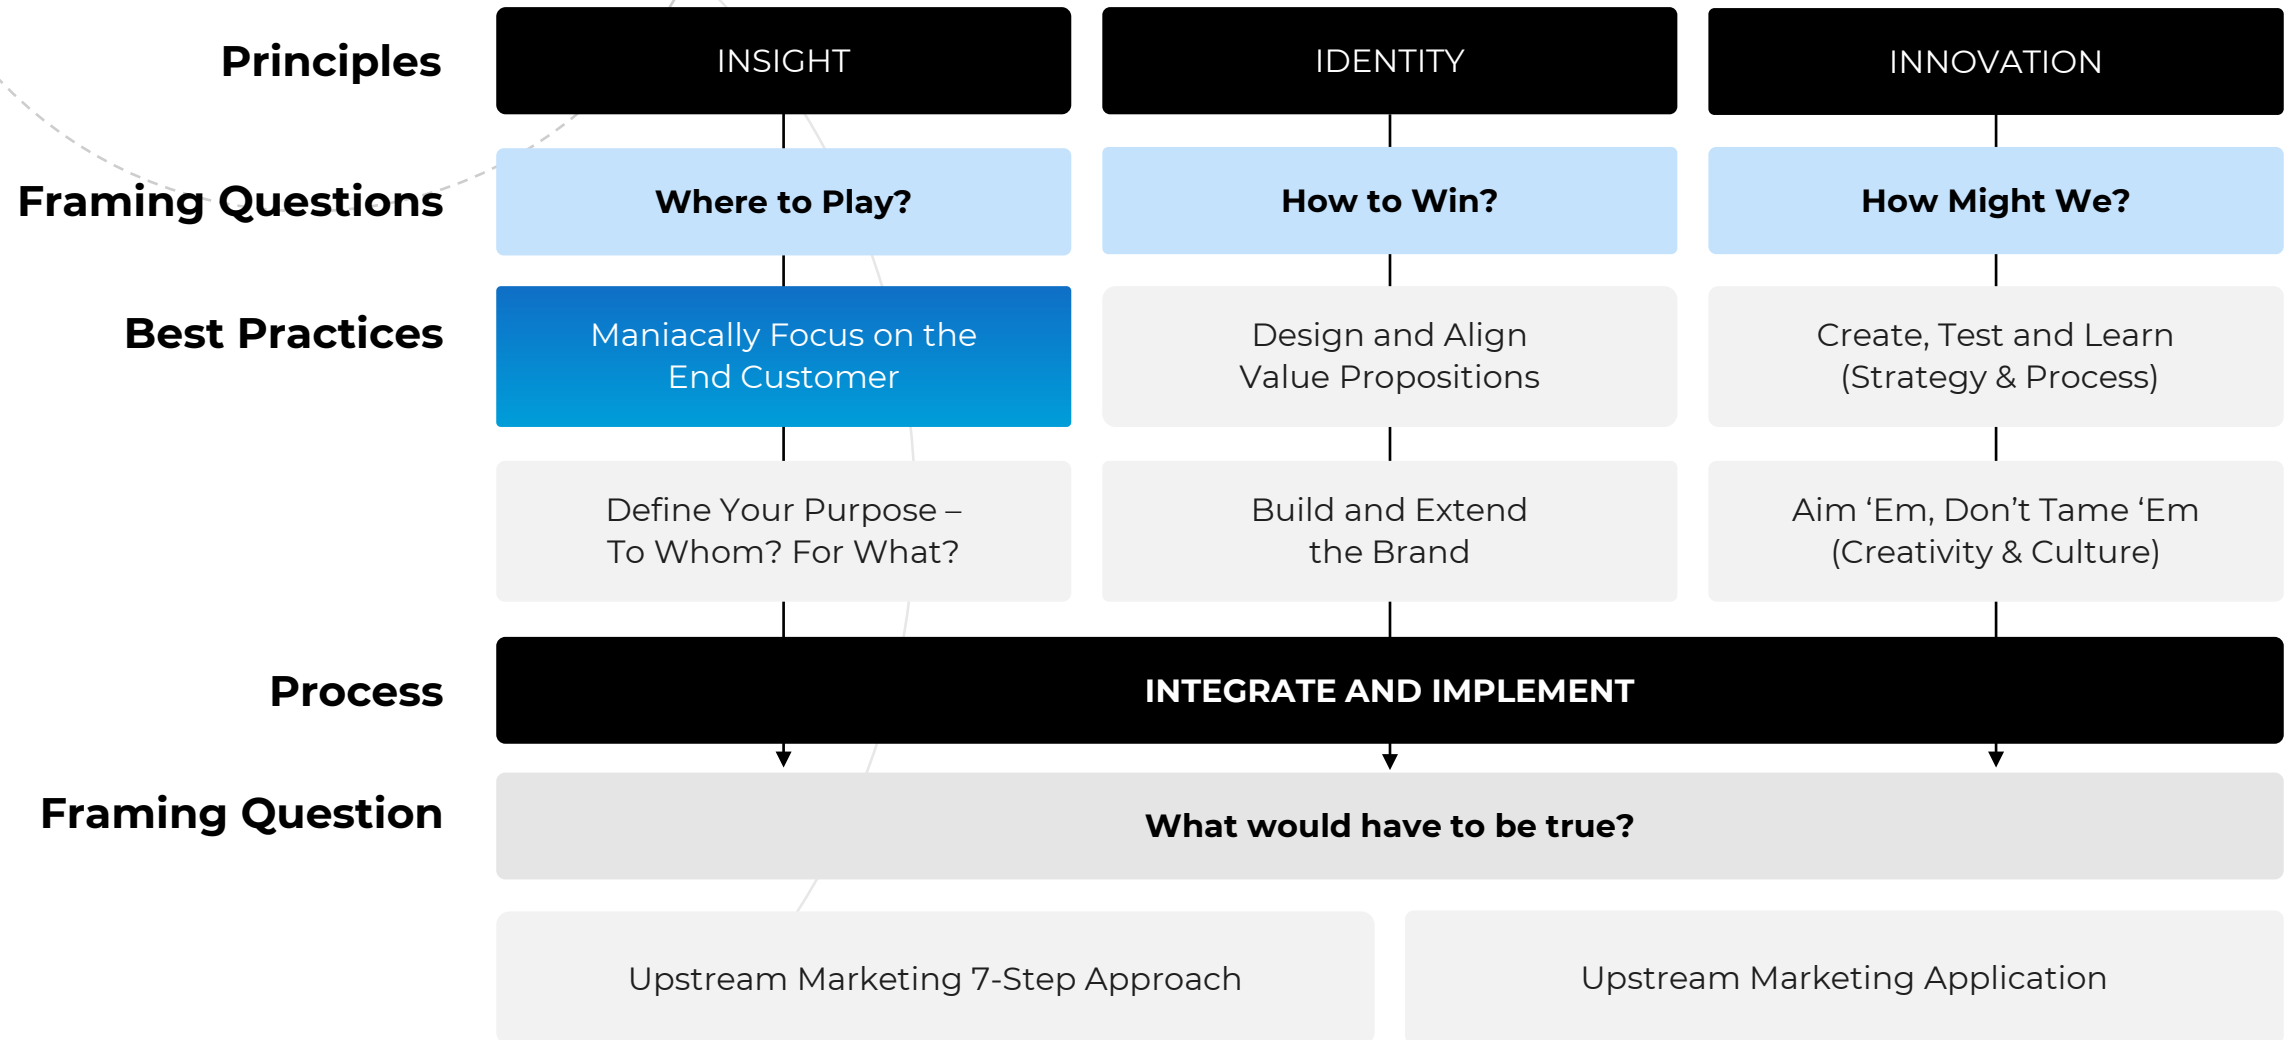 Principles
INSIGHT
IDENTITY
INNOVATION
Framing Questions
Where to Play?
How to Win?
How Might We?
Best Practices
Maniacally Focus on the
End Customer
Design and Align
Value Propositions
Create, Test and Learn
(Strategy & Process)
Define Your Purpose –
To Whom? For What?
Build and Extend
the Brand
Aim ‘Em, Don’t Tame ‘Em
(Creativity & Culture)
Process
INTEGRATE AND IMPLEMENT
Framing Question
What would have to be true?
Upstream Marketing 7-Step Approach
Upstream Marketing Application